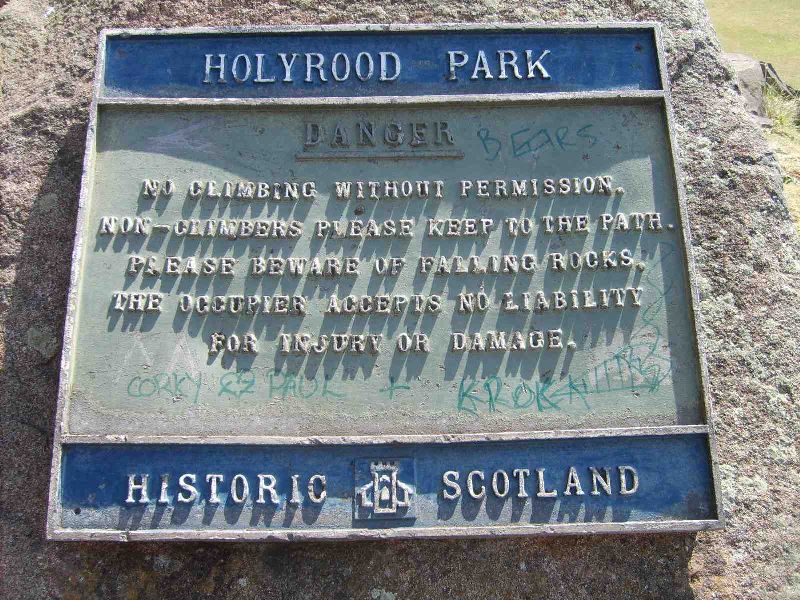 HOLYROOD PARK
DANGER BEARS
NO CLIMBING WITHOUT PERMISSION.
NON-CLIMBERS PLEASE KEEP TO THE PATH.
PLEASE BEWARE OF FALLING ROCKS.
THE OCCUPIER ACCEPTS NO LIABILITY
FOR INJURY OR DAMAGE.
CORKY PAUL +
HISTORIC SCOTLAND